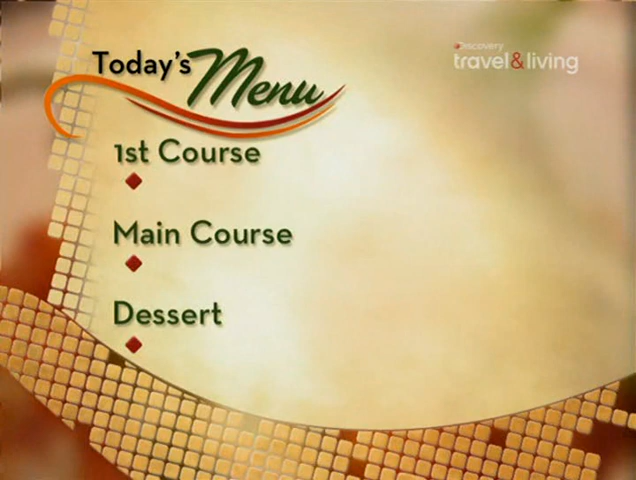 Discovery
travel&living
Today's Menu
1st Course
Main Course
Dessert